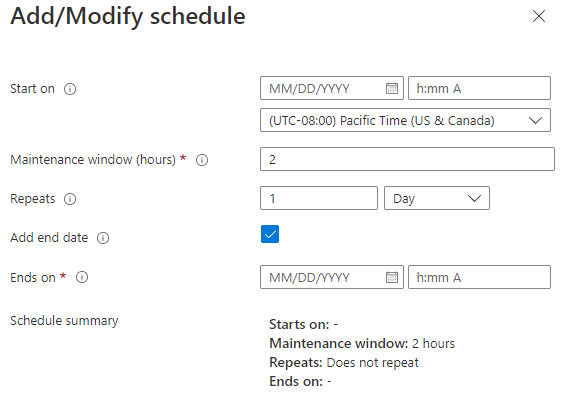 Add/Modify schedule
Start on
MM/DD/YYYY h:mm A
(UTC-08:00) Pacific Time (US & Canada)
Maintenance window (hours) * 2
Repeats 1 Day
Add end date
Ends on * MM/DD/YYYY h:mm A
Schedule summary
Starts on: -
Maintenance window: 2 hours
Repeats: Does not repeat
Ends on: -